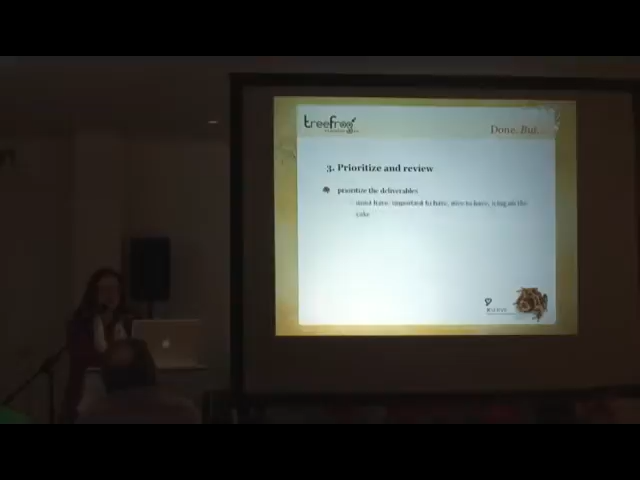 treefrog
Done. But
3. Prioritize and review
prioritize the deliverables
must have, important to have, nice to have, icing on the
cake